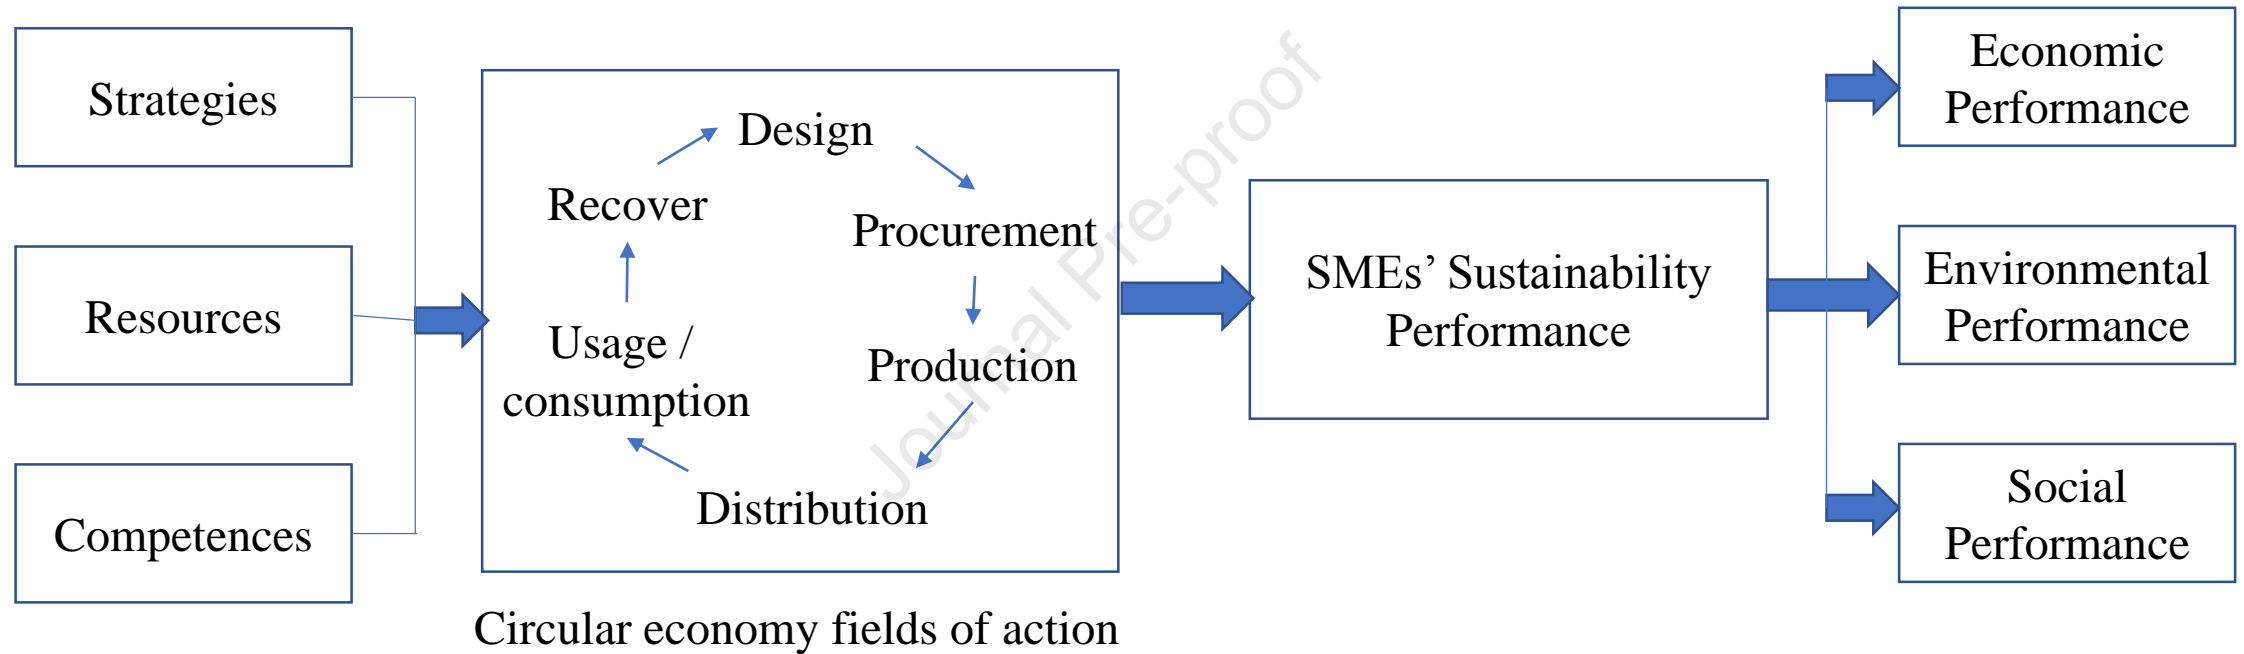 Strategies
Resources
Competences
Design
Procurement
Production
Distribution
Usage /
consumption
Recover
Circular economy fields of action
SMEs’ Sustainability
Performance
Economic
Performance
Environmental
Performance
Social
Performance
Journal Pre-proof